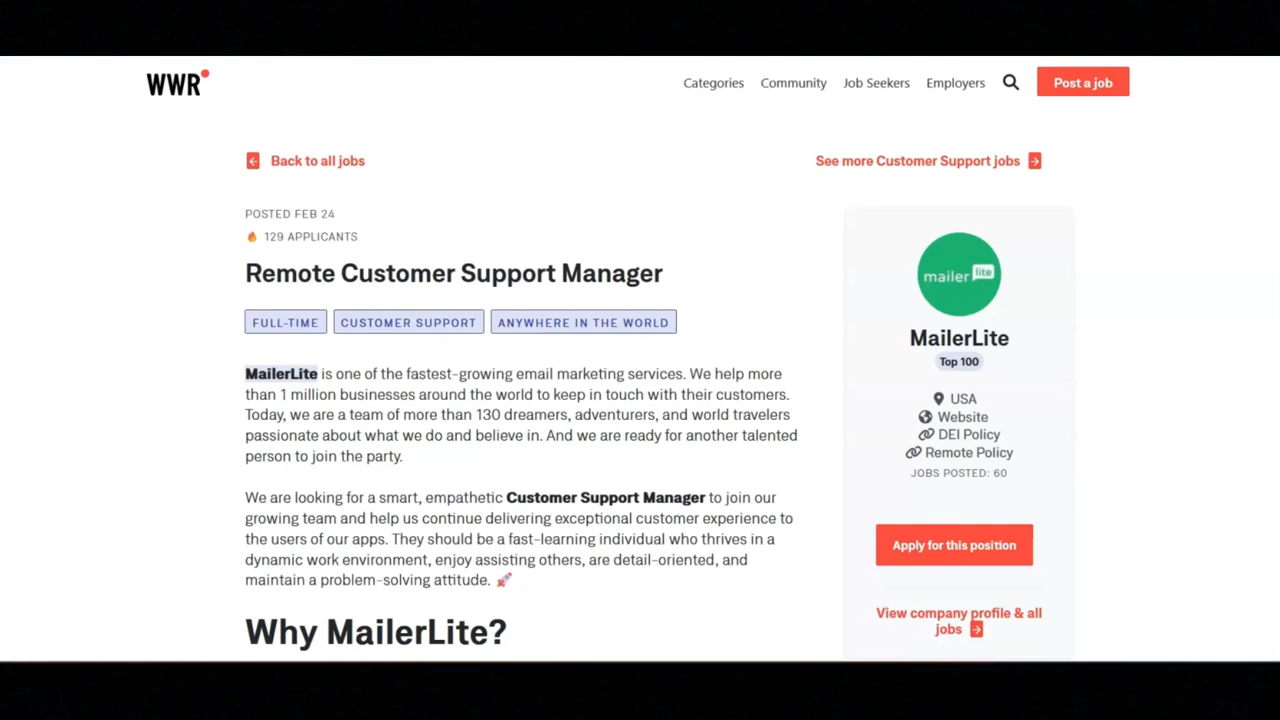 WWR
Categories Community Job Seekers Employers Post a job
Back to all jobs
See more Customer Support jobs
POSTED FEB 24
129 APPLICANTS
Remote Customer Support Manager
FULL-TIME CUSTOMER SUPPORT ANYWHERE IN THE WORLD
MailerLite is one of the fastest-growing email marketing services. We help more
than 1 million businesses around the world to keep in touch with their customers.
Today, we are a team of more than 130 dreamers, adventurers, and world travelers
passionate about what we do and believe in. And we are ready for another talented
person to join the party.
We are looking for a smart, empathetic Customer Support Manager to join our
growing team and help us continue delivering exceptional customer experience to
the users of our apps. They should be a fast-learning individual who thrives in a
dynamic work environment, enjoy assisting others, are detail-oriented, and
maintain a problem-solving attitude. 🚀
Why MailerLite?
mailer lite
MailerLite
Top 100
USA
Website
DEI Policy
Remote Policy
JOBS POSTED: 60
Apply for this position
View company profile & all
jobs